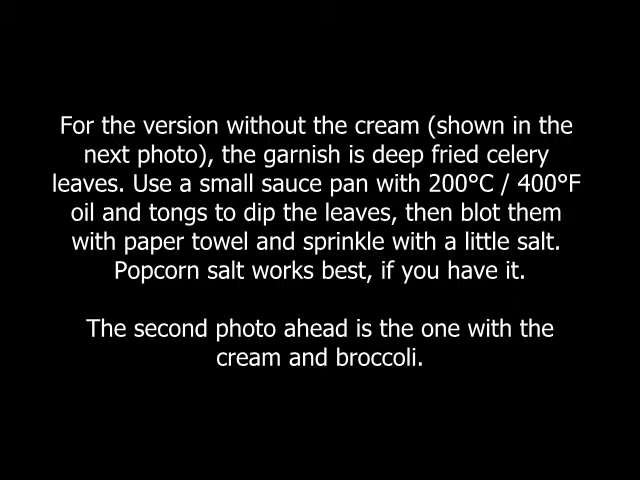 For the version without the cream (shown in the
next photo), the garnish is deep fried celery
leaves. Use a small sauce pan with 200°C / 400°F
oil and tongs to dip the leaves, then blot them
with paper towel and sprinkle with a little salt.
Popcorn salt works best, if you have it.
The second photo ahead is the one with the
cream and broccoli.